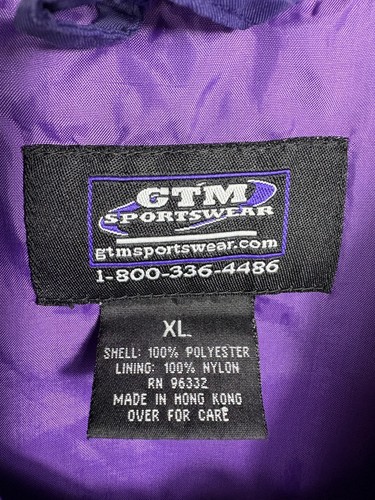 GTM
SPORTSWEAR
gtmsportswear.com
1-800-336-4486
XL
SHELL: 100% POLYESTER
LINING: 100% NYLON
RN 96332
MADE IN HONG KONG
OVER FOR CARE